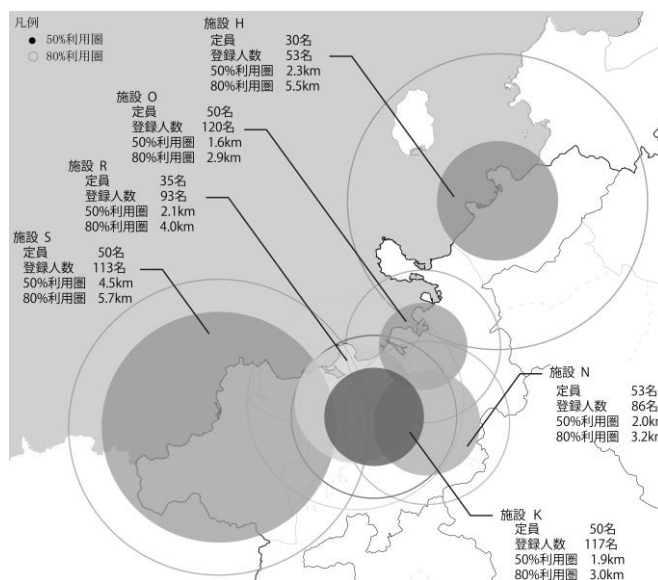 凡例
● 50%利用圏
○ 80%利用圏
施設 H
定員 30名
登録人数 53名
50%利用圏 2.3km
80%利用圏 5.5km
施設 O
定員 50名
登録人数 120名
50%利用圏 1.6km
80%利用圏 2.9km
施設 R
定員 35名
登録人数 93名
50%利用圏 2.1km
80%利用圏 4.0km
施設 S
定員 50名
登録人数 113名
50%利用圏 4.5km
80%利用圏 5.7km
施設 N
定員 53名
登録人数 86名
50%利用圏 2.0km
80%利用圏 3.2km
施設 K
定員 50名
登録人数 117名
50%利用圏 1.9km
80%利用圏 3.0km